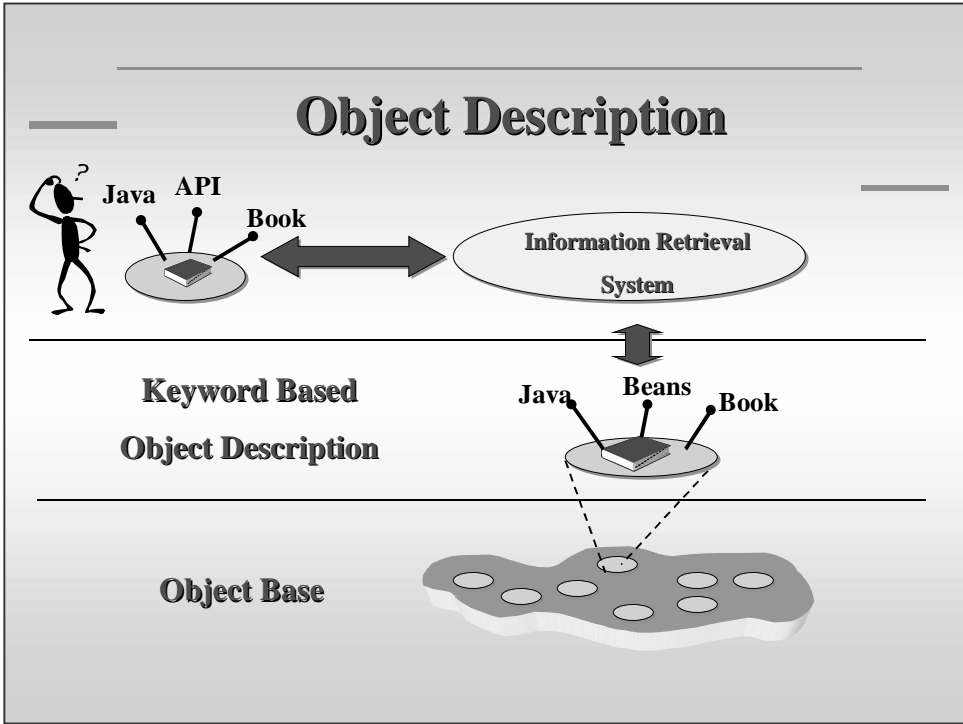 Object Description
?
Java
API
Book
Information Retrieval
System
Keyword Based
Object Description
Java
Beans
Book
Object Base